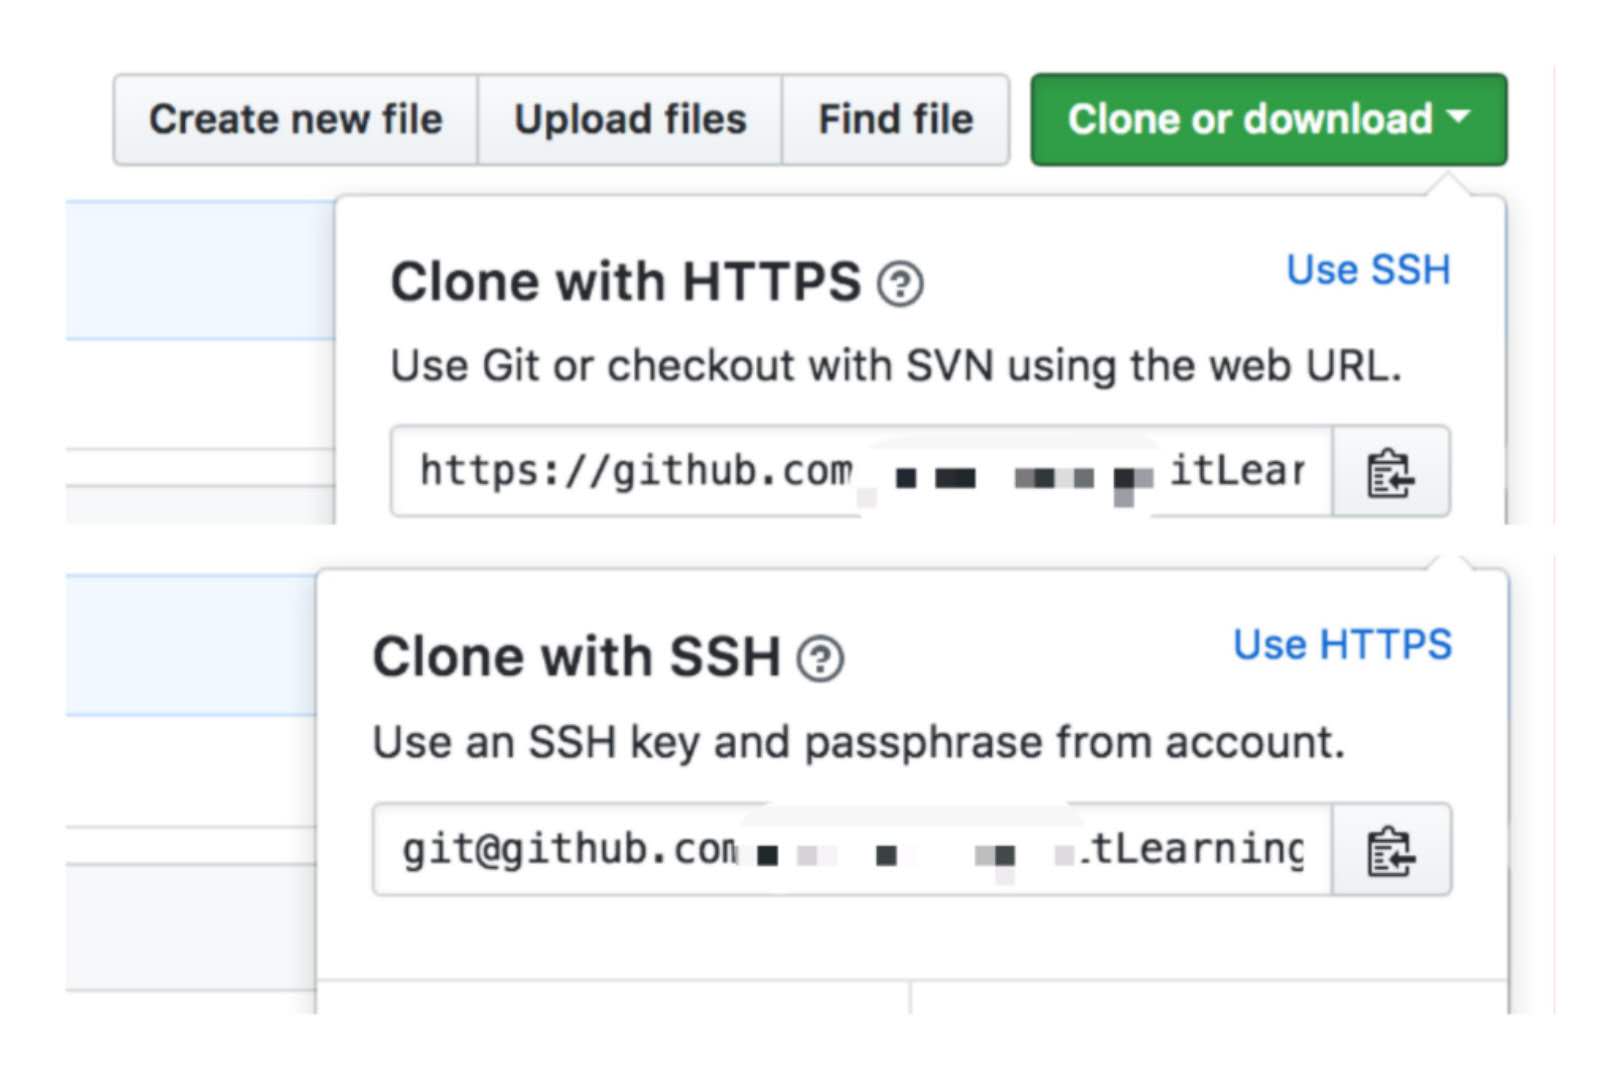 Create new file Upload files Find file Clone or download
Clone with HTTPS Use SSH
Use Git or checkout with SVN using the web URL.
https://github.com itLear
Clone with SSH Use HTTPS
Use an SSH key and passphrase from account.
git@github.com tLearning